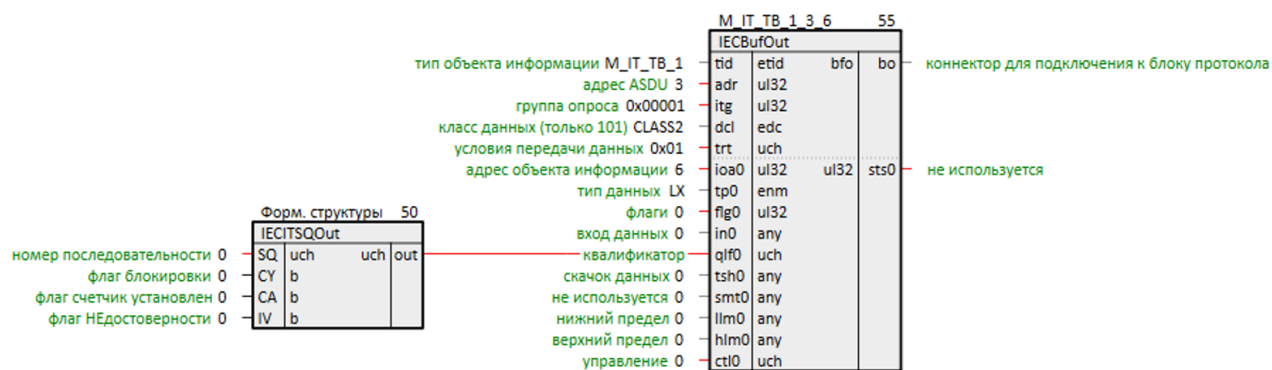 M_IT_TB_1_3_6 55
IECBufOut
тип объекта информации M_IT_TB_1 tid etid bfo bo коннектор для подключения к блоку протокола
адрес ASDU 3 adr ul32
группа опроса 0x00001 itg ul32
класс данных (только 101) CLASS2 dcl edc
условия передачи данных 0x01 trt uch
адрес объекта информации 6 ioa0 ul32 ul32 sts0 не используется
тип данных LX tp0 enm
флаги 0 flg0 ul32
Форм. структуры 50
IECITSQOut
вход данных 0 in0 any
номер последовательности 0 SQ uch uch out квалификатор qlf0 uch
флаг блокировки 0 CY b скачок данных 0 tsh0 any
флаг счетчик установлен 0 CA b не используется 0 smt0 any
флаг НЕдостоверности 0 IV b нижний предел 0 llm0 any
верхний предел 0 hlm0 any
управление 0 ctl0 uch